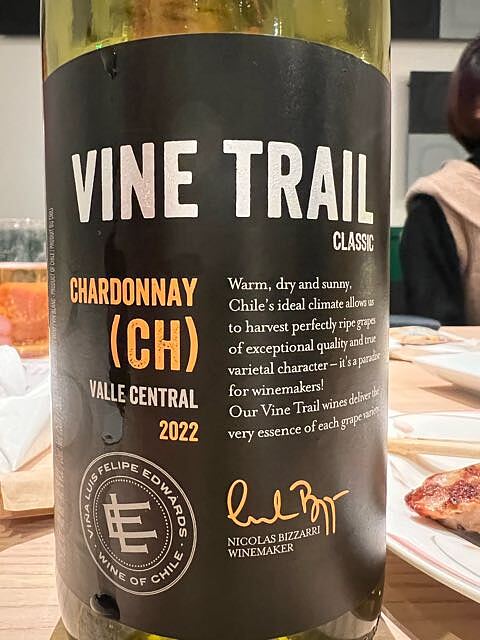 VINE TRAIL
CLASSIC
CHARDONNAY
(CH)
VALLE CENTRAL
2022
Warm, dry and sunny,
Chile's ideal climate allows us
to harvest perfectly ripe grapes
of exceptional quality and true
varietal character – it's a paradise
for winemakers!
Our Vine Trail wines deliver the
very essence of each grape variety.
NICOLAS BIZZARRI
WINEMAKER
VIÑA LUIS FELIPE EDWARDS
LFE
WINE OF CHILE